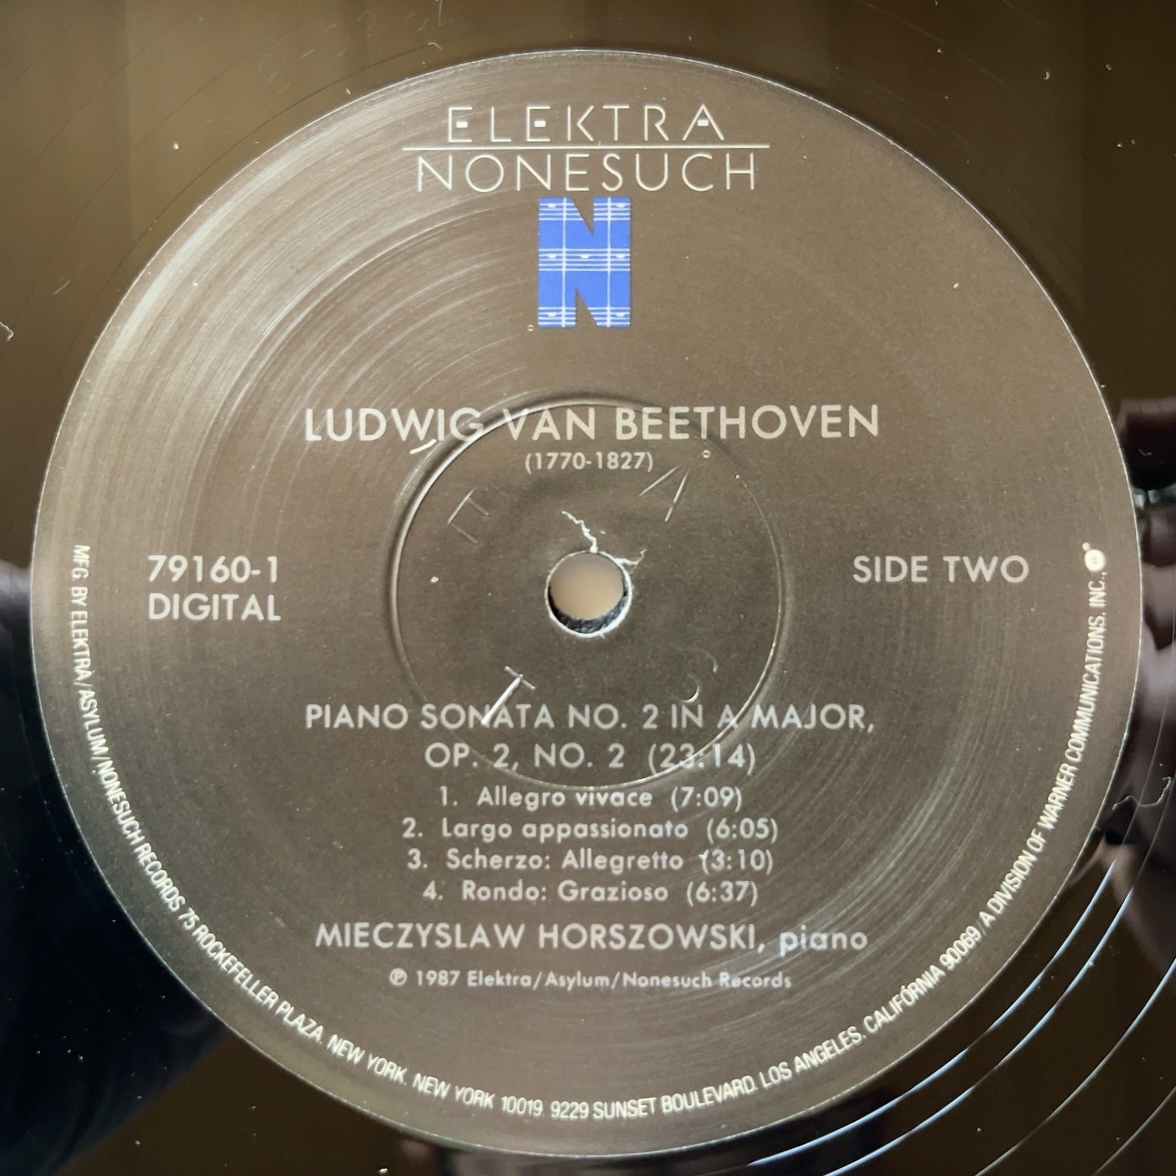 ELEKTRA
NONESUCH
N
LUDWIG VAN BEETHOVEN
(1770-1827)
79160-1
DIGITAL
SIDE TWO
PIANO SONATA NO. 2 IN A MAJOR,
OP. 2, NO. 2 (23:14)
1. Allegro vivace (7:09)
2. Largo appassionato (6:05)
3. Scherzo: Allegretto (3:10)
4. Rondo: Grazioso (6:37)
MIECZYSLAW HORSZOWSKI, piano
℗ 1987 Elektra/Asylum/Nonesuch Records
MFG. BY ELEKTRA/ASYLUM/NONESUCH RECORDS 75 ROCKEFELLER PLAZA. NEW YORK. NEW YORK 10019 9229 SUNSET BOULEVARD. LOS ANGELES. CALIFORNIA 90069 A DIVISION OF WARNER COMMUNICATIONS. INC.,